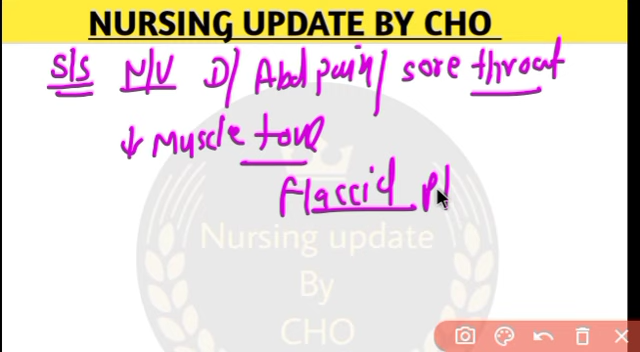 NURSING UPDATE BY CHO
S/S N/V D/ Abd pain/ sore throat
↓ Muscle tone
Flaccid p
Nursing update
By
CHO